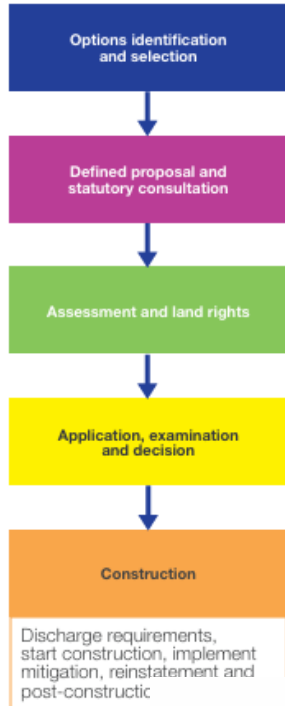 Options identification
and selection
Defined proposal and
statutory consultation
Assessment and land rights
Application, examination
and decision
Construction
Discharge requirements,
start construction, implement
mitigation, reinstatement and